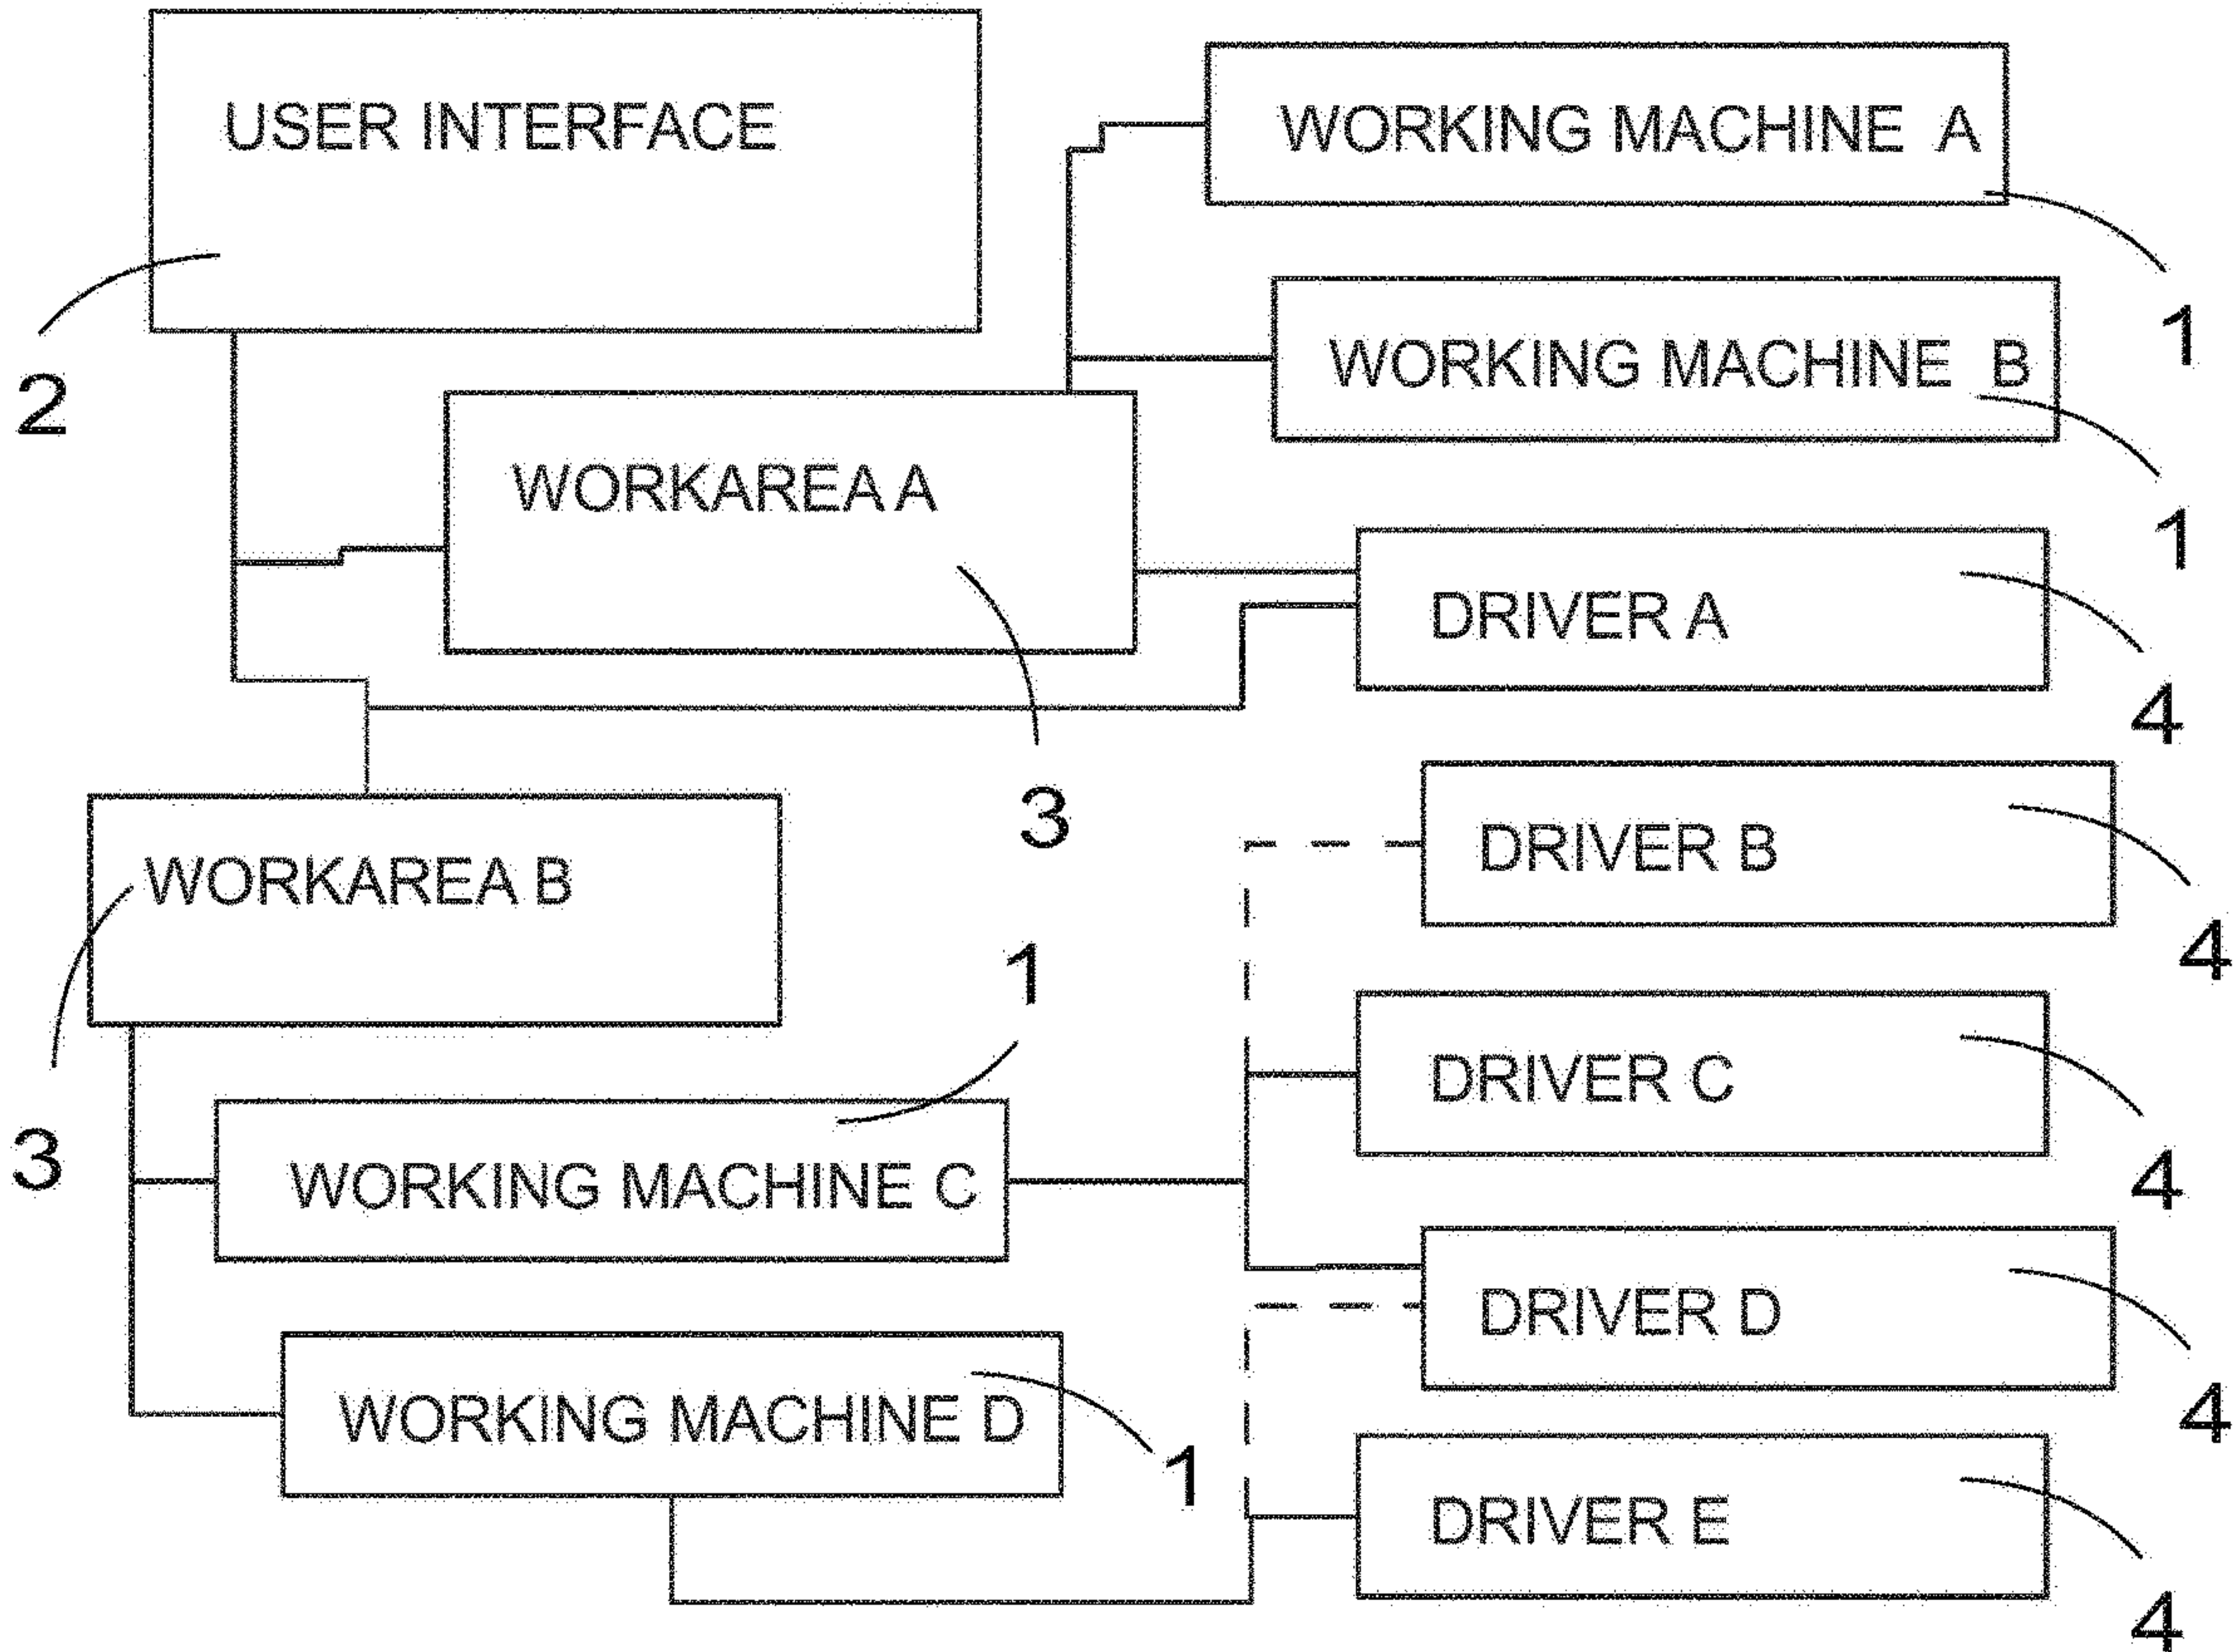 USER INTERFACE
WORKING MACHINE A
1
2
WORKING MACHINE B
1
WORKAREA A
3
DRIVER A
4
WORKAREA B
3
DRIVER B
4
1
DRIVER C
4
WORKING MACHINE C
DRIVER D
4
WORKING MACHINE D
1
DRIVER E
4